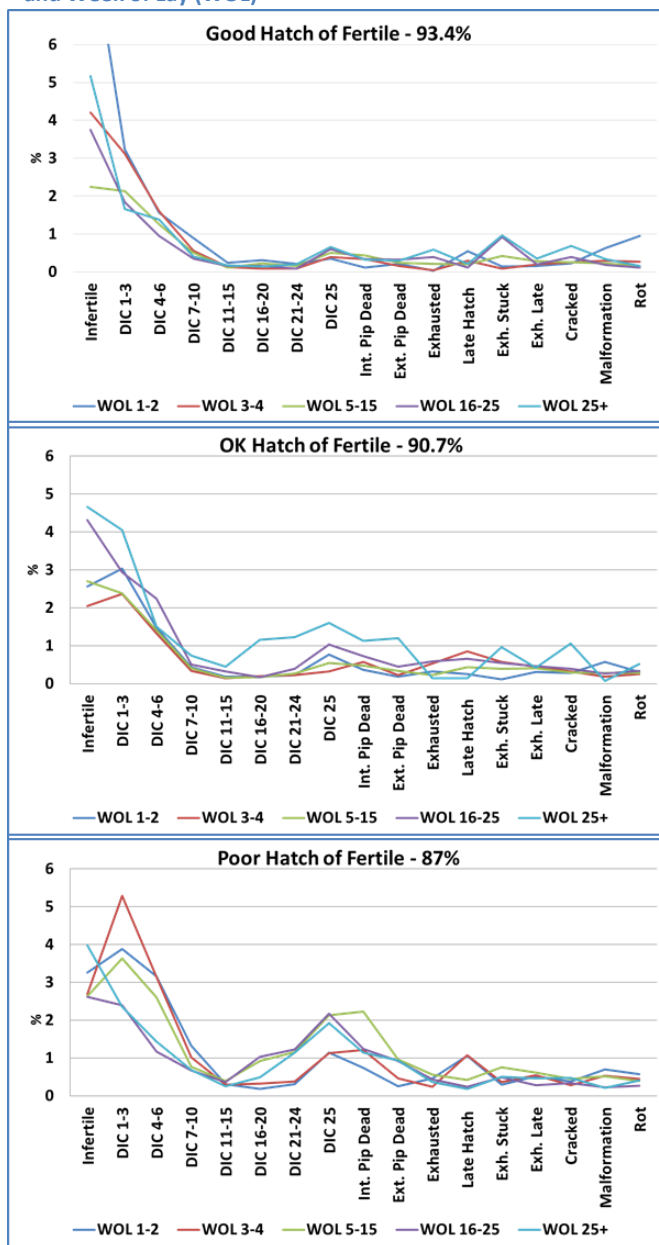 and Week of Lay (WOL)
Good Hatch of Fertile - 93.4%
6
5
4
3
2
1
0
%
Infertile
DIC 1-3
DIC 4-6
DIC 7-10
DIC 11-15
DIC 16-20
DIC 21-24
DIC 25
Int. Pip Dead
Ext. Pip Dead
Exhausted
Late Hatch
Exh. Stuck
Exh. Late
Cracked
Malformation
Rot
WOL 1-2 WOL 3-4 WOL 5-15 WOL 16-25 WOL 25+
OK Hatch of Fertile - 90.7%
6
5
4
3
2
1
0
%
Infertile
DIC 1-3
DIC 4-6
DIC 7-10
DIC 11-15
DIC 16-20
DIC 21-24
DIC 25
Int. Pip Dead
Ext. Pip Dead
Exhausted
Late Hatch
Exh. Stuck
Exh. Late
Cracked
Malformation
Rot
WOL 1-2 WOL 3-4 WOL 5-15 WOL 16-25 WOL 25+
Poor Hatch of Fertile - 87%
6
5
4
3
2
1
0
%
Infertile
DIC 1-3
DIC 4-6
DIC 7-10
DIC 11-15
DIC 16-20
DIC 21-24
DIC 25
Int. Pip Dead
Ext. Pip Dead
Exhausted
Late Hatch
Exh. Stuck
Exh. Late
Cracked
Malformation
Rot
WOL 1-2 WOL 3-4 WOL 5-15 WOL 16-25 WOL 25+